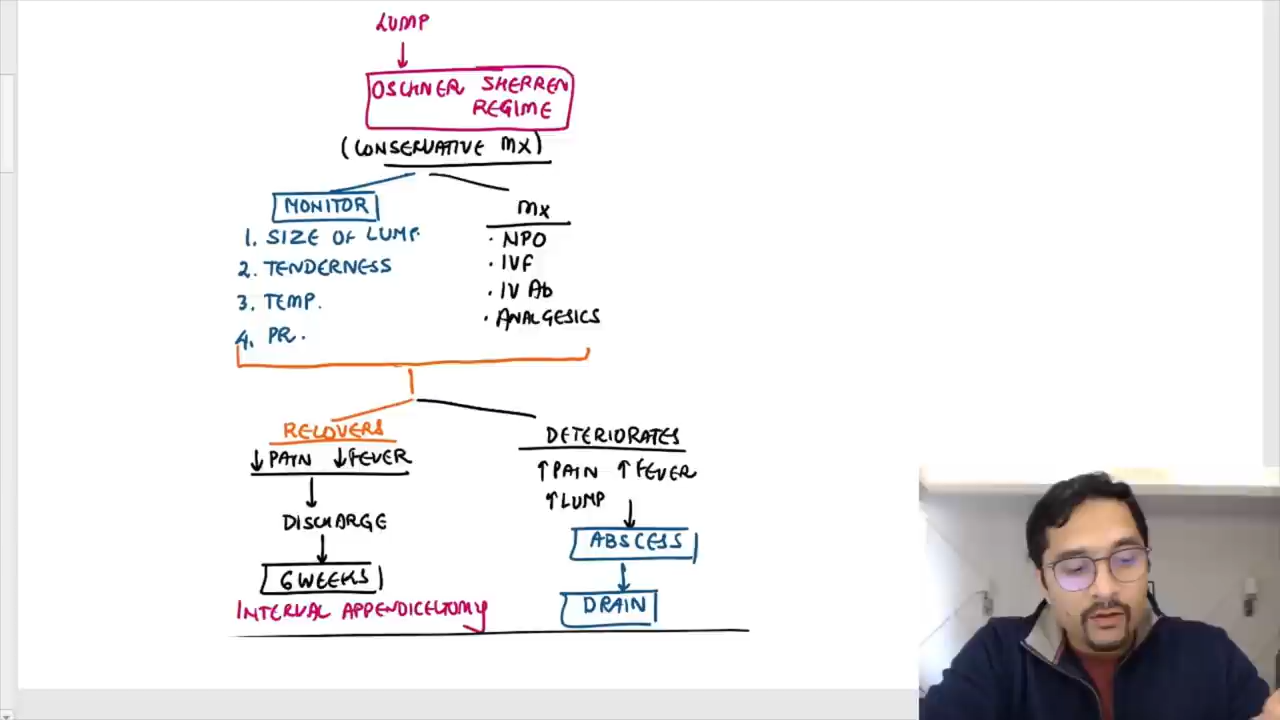 LUMP
OSCHNER SHERREN
REGIME
(CONSERVATIVE MX)
MONITOR
1. SIZE OF LUMP.
2. TENDERNESS
3. TEMP.
4. PR.
MX
· NPO
· IVF
· IV Ab
· ANALGESICS
RECOVERS
↓PAIN ↓FEVER
DISCHARGE
6 WEEKS
INTERVAL APPENDICECTOMY
DETERIORATES
↑PAIN ↑FEVER
↑LUMP
ABSCESS
DRAIN